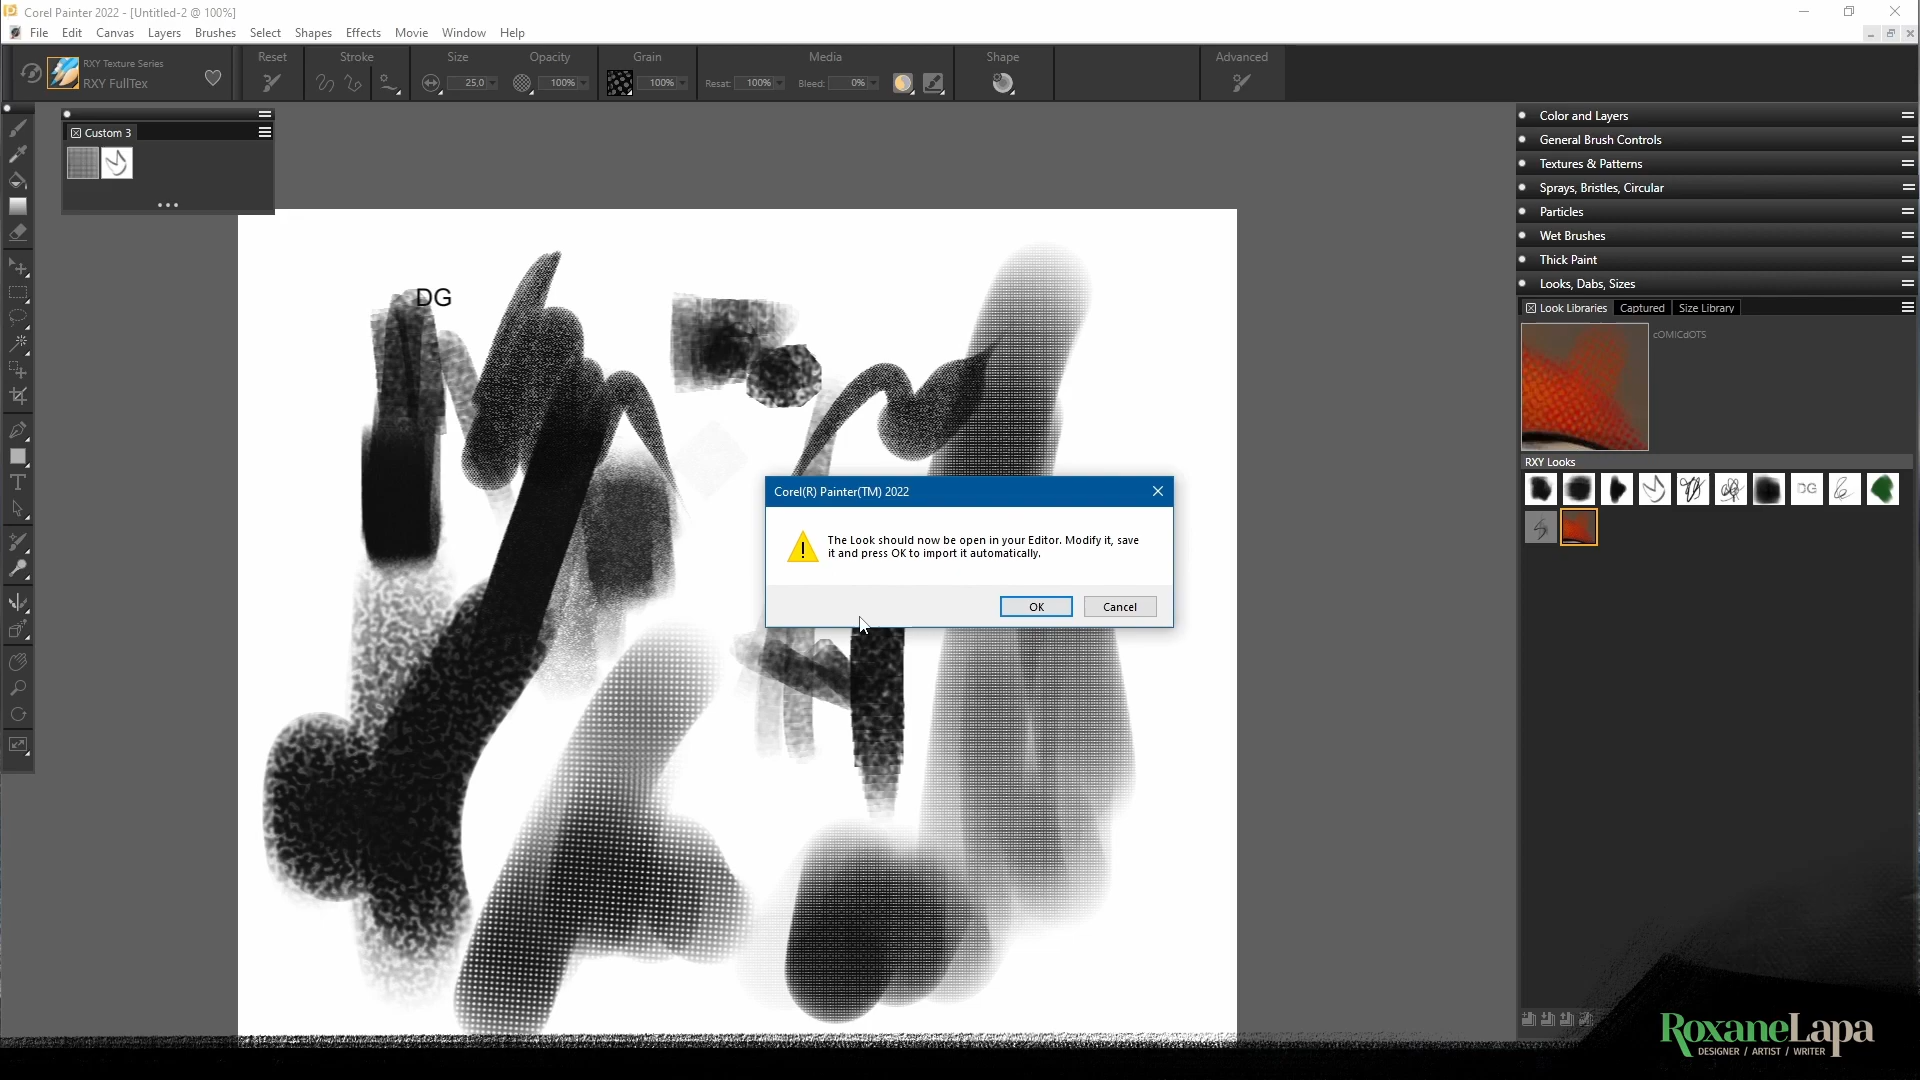 Corel Painter 2022 - [Untitled-2 @ 100%]
File Edit Canvas Layers Brushes Select Shapes Effects Movie Window Help
RXY Texture Series
RXY FullTex
Reset Stroke Size Opacity Grain Media Shape Advanced
25,0 100% 100% Resat: 100% Bleed: 0%
Custom 3
Color and Layers
General Brush Controls
Textures & Patterns
Sprays, Bristles, Circular
Particles
Wet Brushes
Thick Paint
Looks, Dabs, Sizes
Look Libraries Captured Size Library
cOMICdOTS
RXY Looks
DG
DG
Corel(R) Painter(TM) 2022
The Look should now be open in your Editor. Modify it, save
it and press OK to import it automatically.
OK Cancel
RoxaneLapa
DESIGNER / ARTIST / WRITER